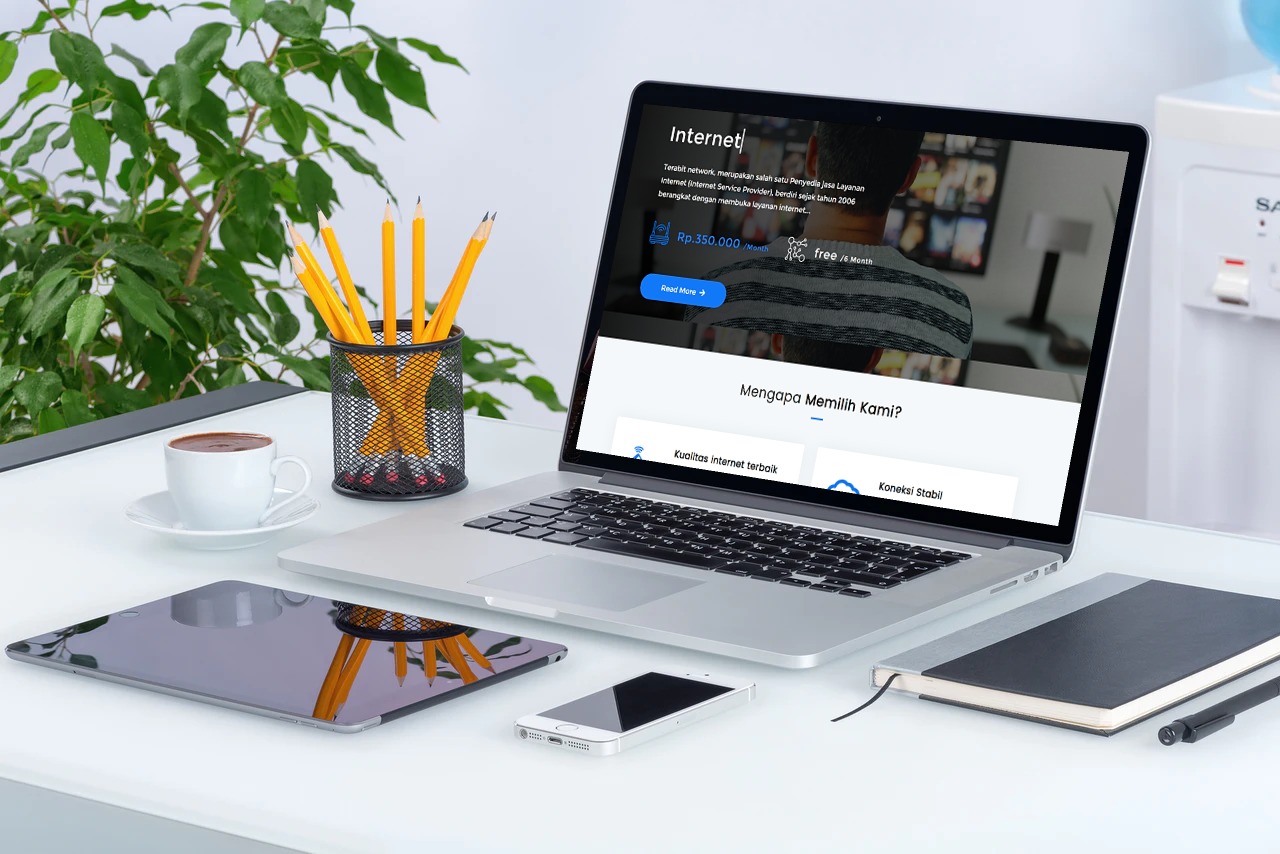 Internet
Terabit network, merupakan salah satu Penyedia Jasa Layanan
Internet (Internet Service Provider), berdiri sejak tahun 2006
berangkat dengan membuka layanan internet...
Rp.350.000 /Month
free /6 Month
Read More →
Mengapa Memilih Kami?
Kualitas internet terbaik
Koneksi Stabil
SA